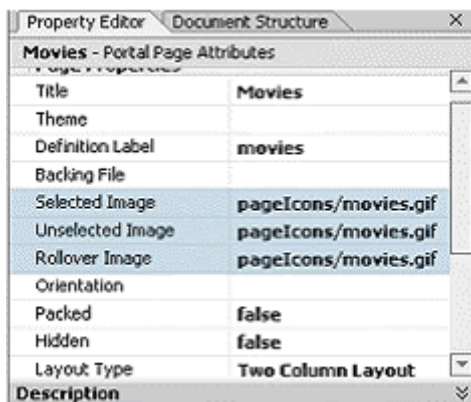 Property Editor Document Structure
Movies - Portal Page Attributes
Page Properties
Title Movies
Theme
Definition Label movies
Backing File
Selected Image pageIcons/movies.gif
Unselected Image pageIcons/movies.gif
Rollover Image pageIcons/movies.gif
Orientation
Packed false
Hidden false
Layout Type Two Column Layout
Description